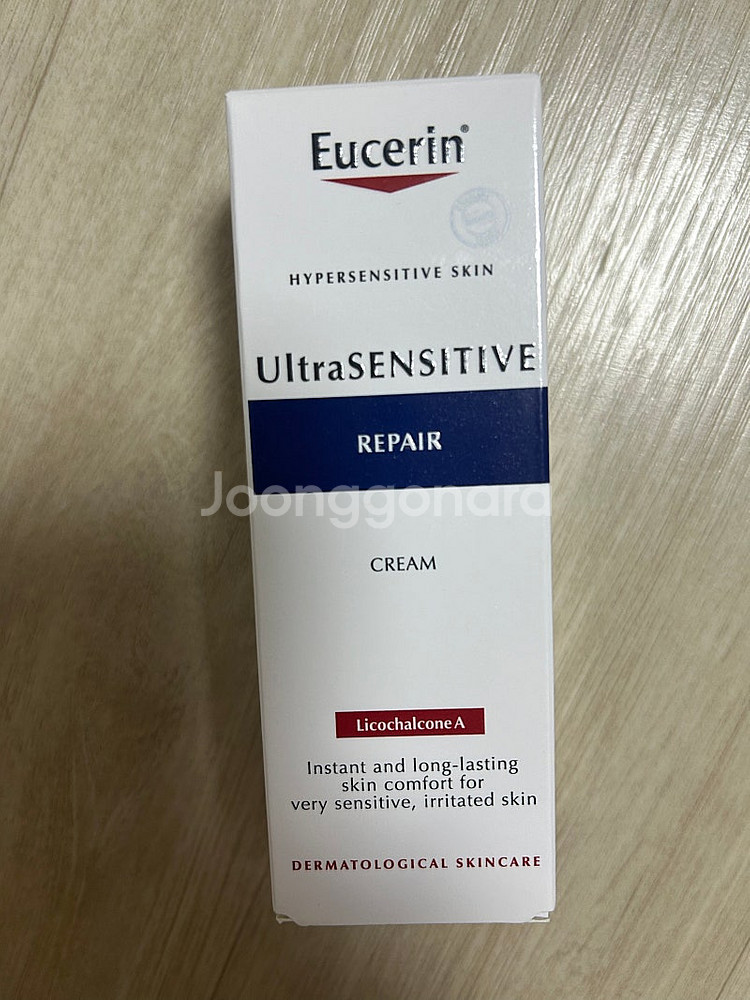 Eucerin®
HYPERSENSITIVE SKIN
UltraSENSITIVE
REPAIR
Joonggonara
CREAM
Licochalcone A
Instant and long-lasting
skin comfort for
very sensitive, irritated skin
DERMATOLOGICAL SKINCARE